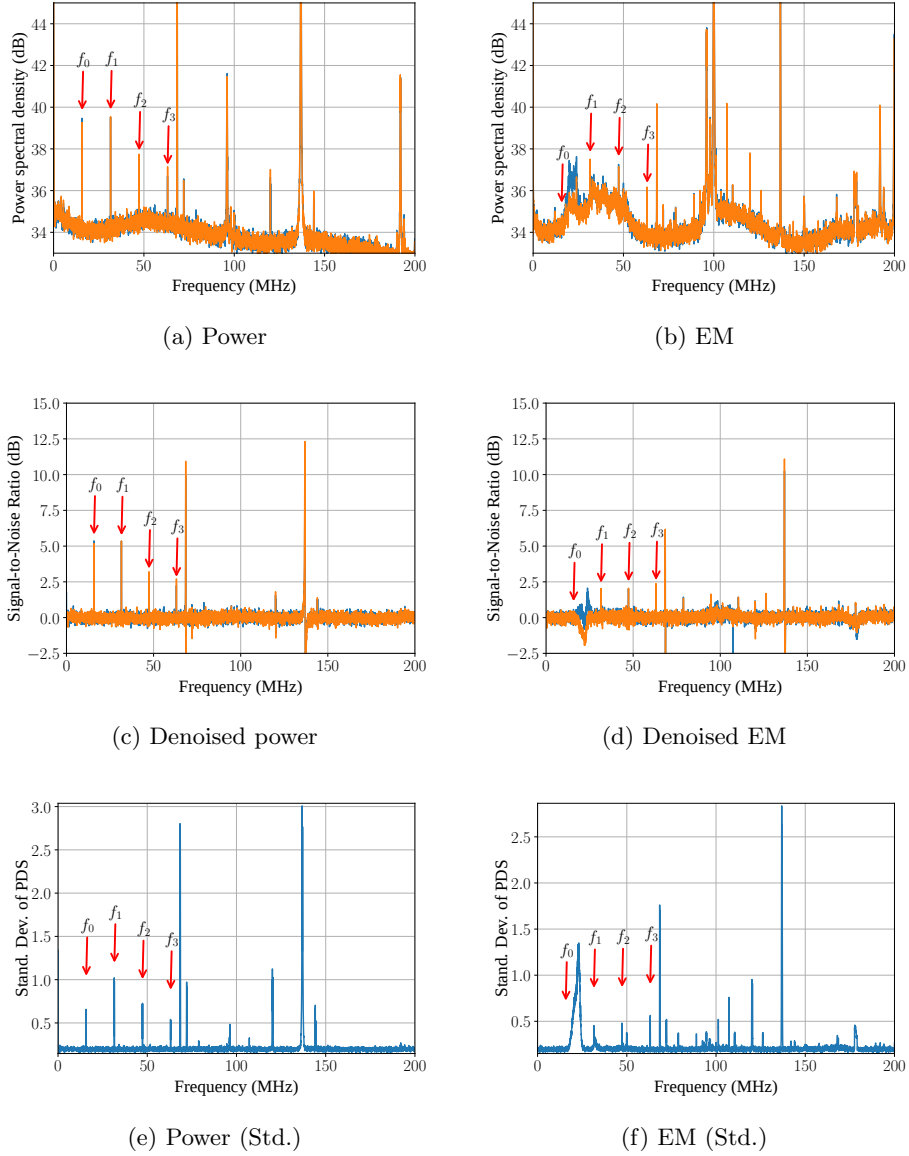 44
42
40
38
36
34
Power spectral density (dB)
f0
f1
f2
f3
0
50
100
150
200
Frequency (MHz)
(a) Power
44
42
40
38
36
34
Power spectral density (dB)
f0
f1
f2
f3
0
50
100
150
200
Frequency (MHz)
(b) EM
15.0
12.5
10.0
7.5
5.0
2.5
0.0
−2.5
Signal-to-Noise Ratio (dB)
f0
f1
f2
f3
0
50
100
150
200
Frequency (MHz)
(c) Denoised power
15.0
12.5
10.0
7.5
5.0
2.5
0.0
−2.5
Signal-to-Noise Ratio (dB)
f0
f1
f2
f3
0
50
100
150
200
Frequency (MHz)
(d) Denoised EM
3.0
2.5
2.0
1.5
1.0
0.5
Stand. Dev. of PDS
f0
f1
f2
f3
0
50
100
150
200
Frequency (MHz)
(e) Power (Std.)
2.5
2.0
1.5
1.0
0.5
Stand. Dev. of PDS
f0
f1
f2
f3
0
50
100
150
200
Frequency (MHz)
(f) EM (Std.)